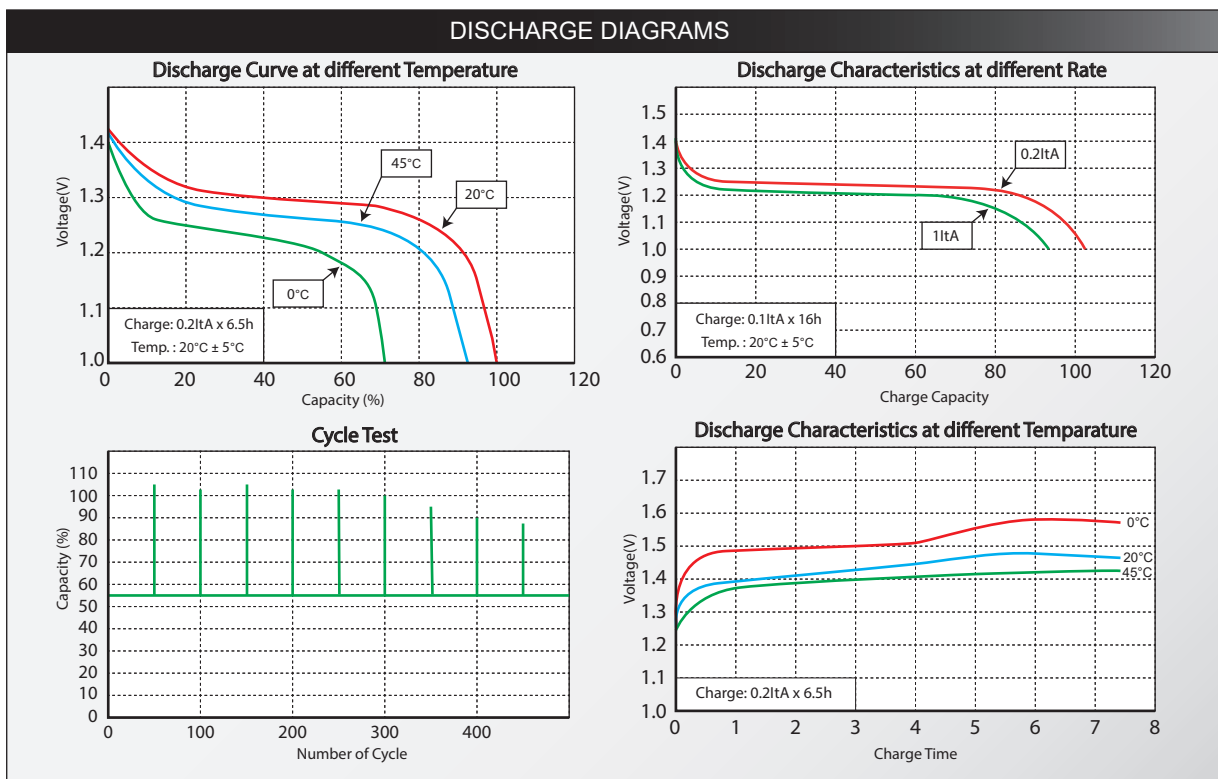 DISCHARGE DIAGRAMS
Discharge Curve at different Temperature
Voltage(V)
1.4
1.3
1.2
1.1
1.0
45°C
20°C
0°C
Charge: 0.2ItA x 6.5h
Temp. : 20°C ± 5°C
0 20 40 60 80 100 120
Capacity (%)
Discharge Characteristics at different Rate
Voltage(V)
1.5
1.4
1.3
1.2
1.1
1.0
0.9
0.8
0.7
0.6
0.2ItA
1ItA
Charge: 0.1ItA x 16h
Temp. : 20°C ± 5°C
0 20 40 60 80 100 120
Charge Capacity
Cycle Test
Capacity (%)
110
100
90
80
70
60
50
40
30
20
10
0
0 100 200 300 400
Number of Cycle
Discharge Characteristics at different Temparature
Voltage(V)
1.7
1.6
1.5
1.4
1.3
1.2
1.1
1.0
0°C
20°C
45°C
Charge: 0.2ItA x 6.5h
0 1 2 3 4 5 6 7 8
Charge Time